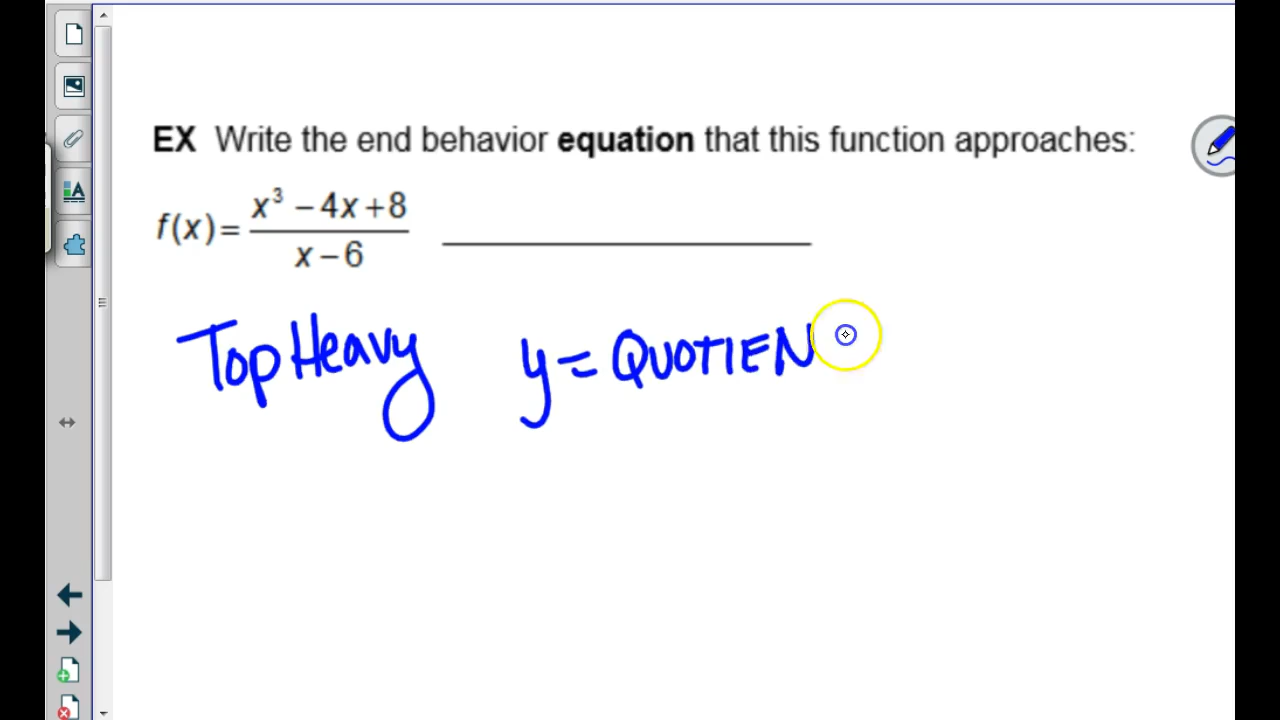 EX Write the end behavior equation that this function approaches:
f(x)= x³ – 4x + 8 / x – 6
Top Heavy y = QUOTIEN